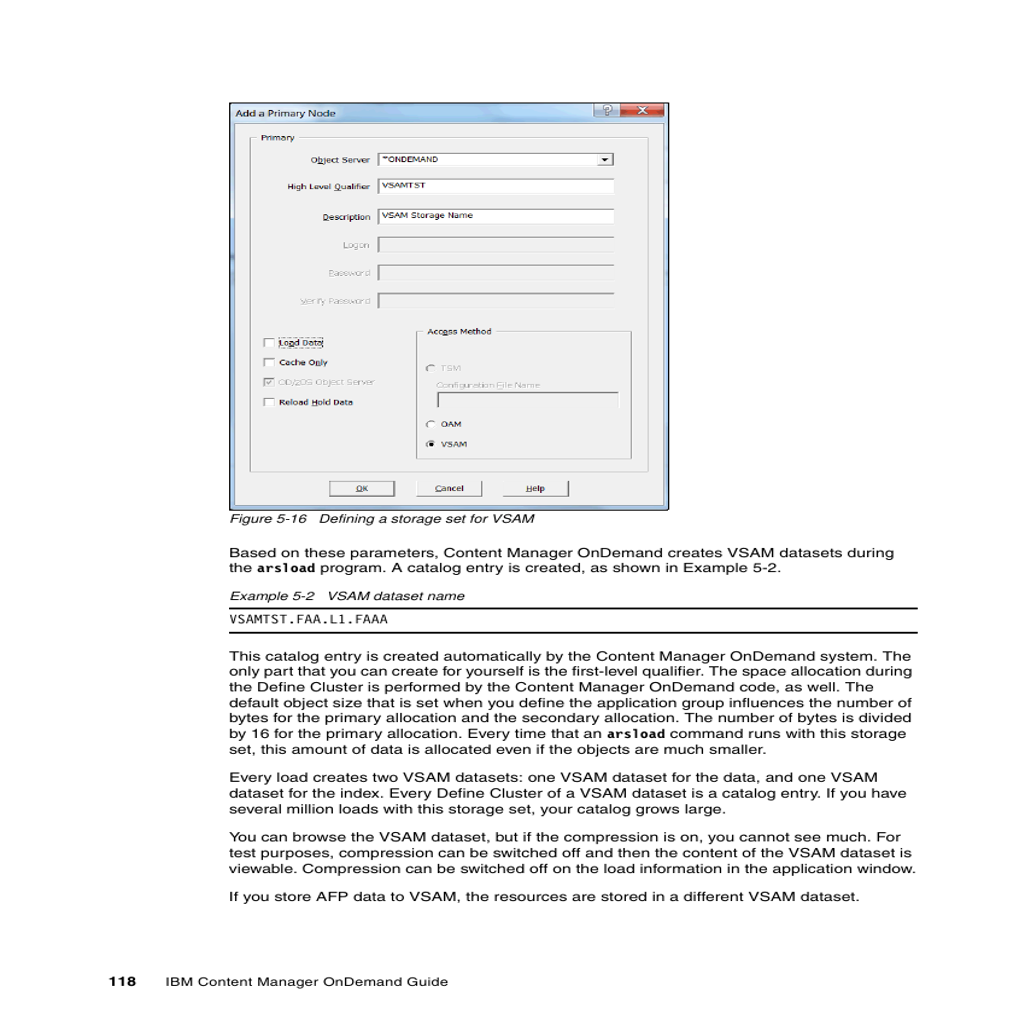 Add a Primary Node
Primary
Object Server
*ONDEMAND
High Level Qualifier
VSAMTST
Description
VSAM Storage Name
Logon
Password
Verify Password
Load Data
Cache Only
OD/zOS Object Server
Reload Hold Data
Access Method
TSM
Configuration File Name
OAM
VSAM
OK
Cancel
Help
Figure 5-16 Defining a storage set for VSAM
Based on these parameters, Content Manager OnDemand creates VSAM datasets during
the arsload program. A catalog entry is created, as shown in Example 5-2.
Example 5-2 VSAM dataset name
VSAMTST.FAA.L1.FAAA
This catalog entry is created automatically by the Content Manager OnDemand system. The
only part that you can create for yourself is the first-level qualifier. The space allocation during
the Define Cluster is performed by the Content Manager OnDemand code, as well. The
default object size that is set when you define the application group influences the number of
bytes for the primary allocation and the secondary allocation. The number of bytes is divided
by 16 for the primary allocation. Every time that an arsload command runs with this storage
set, this amount of data is allocated even if the objects are much smaller.
Every load creates two VSAM datasets: one VSAM dataset for the data, and one VSAM
dataset for the index. Every Define Cluster of a VSAM dataset is a catalog entry. If you have
several million loads with this storage set, your catalog grows large.
You can browse the VSAM dataset, but if the compression is on, you cannot see much. For
test purposes, compression can be switched off and then the content of the VSAM dataset is
viewable. Compression can be switched off on the load information in the application window.
If you store AFP data to VSAM, the resources are stored in a different VSAM dataset.
118 IBM Content Manager OnDemand Guide